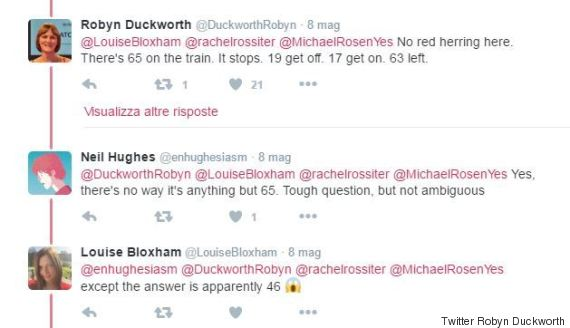 Robyn Duckworth @DuckworthRobyn · 8 mag
@LouiseBloxham @rachelrossiter @MichaelRosenYes No red herring here.
There's 65 on the train. It stops. 19 get off. 17 get on. 63 left.
1 21
Visualizza altre risposte
Neil Hughes @enhughesiasm · 8 mag
@DuckworthRobyn @LouiseBloxham @rachelrossiter @MichaelRosenYes Yes,
there's no way it's anything but 65. Tough question, but not ambiguous
1
Louise Bloxham @LouiseBloxham · 8 mag
@enhughesiasm @DuckworthRobyn @rachelrossiter @MichaelRosenYes
except the answer is apparently 46 😱
Twitter Robyn Duckworth